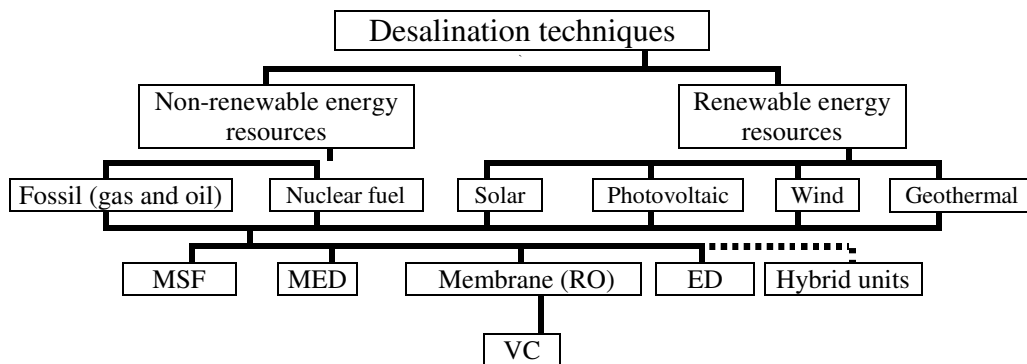 Desalination techniques
Non-renewable energy
resources
Renewable energy
resources
Fossil (gas and oil)
Nuclear fuel
Solar
Photovoltaic
Wind
Geothermal
MSF
MED
Membrane (RO)
ED
Hybrid units
VC